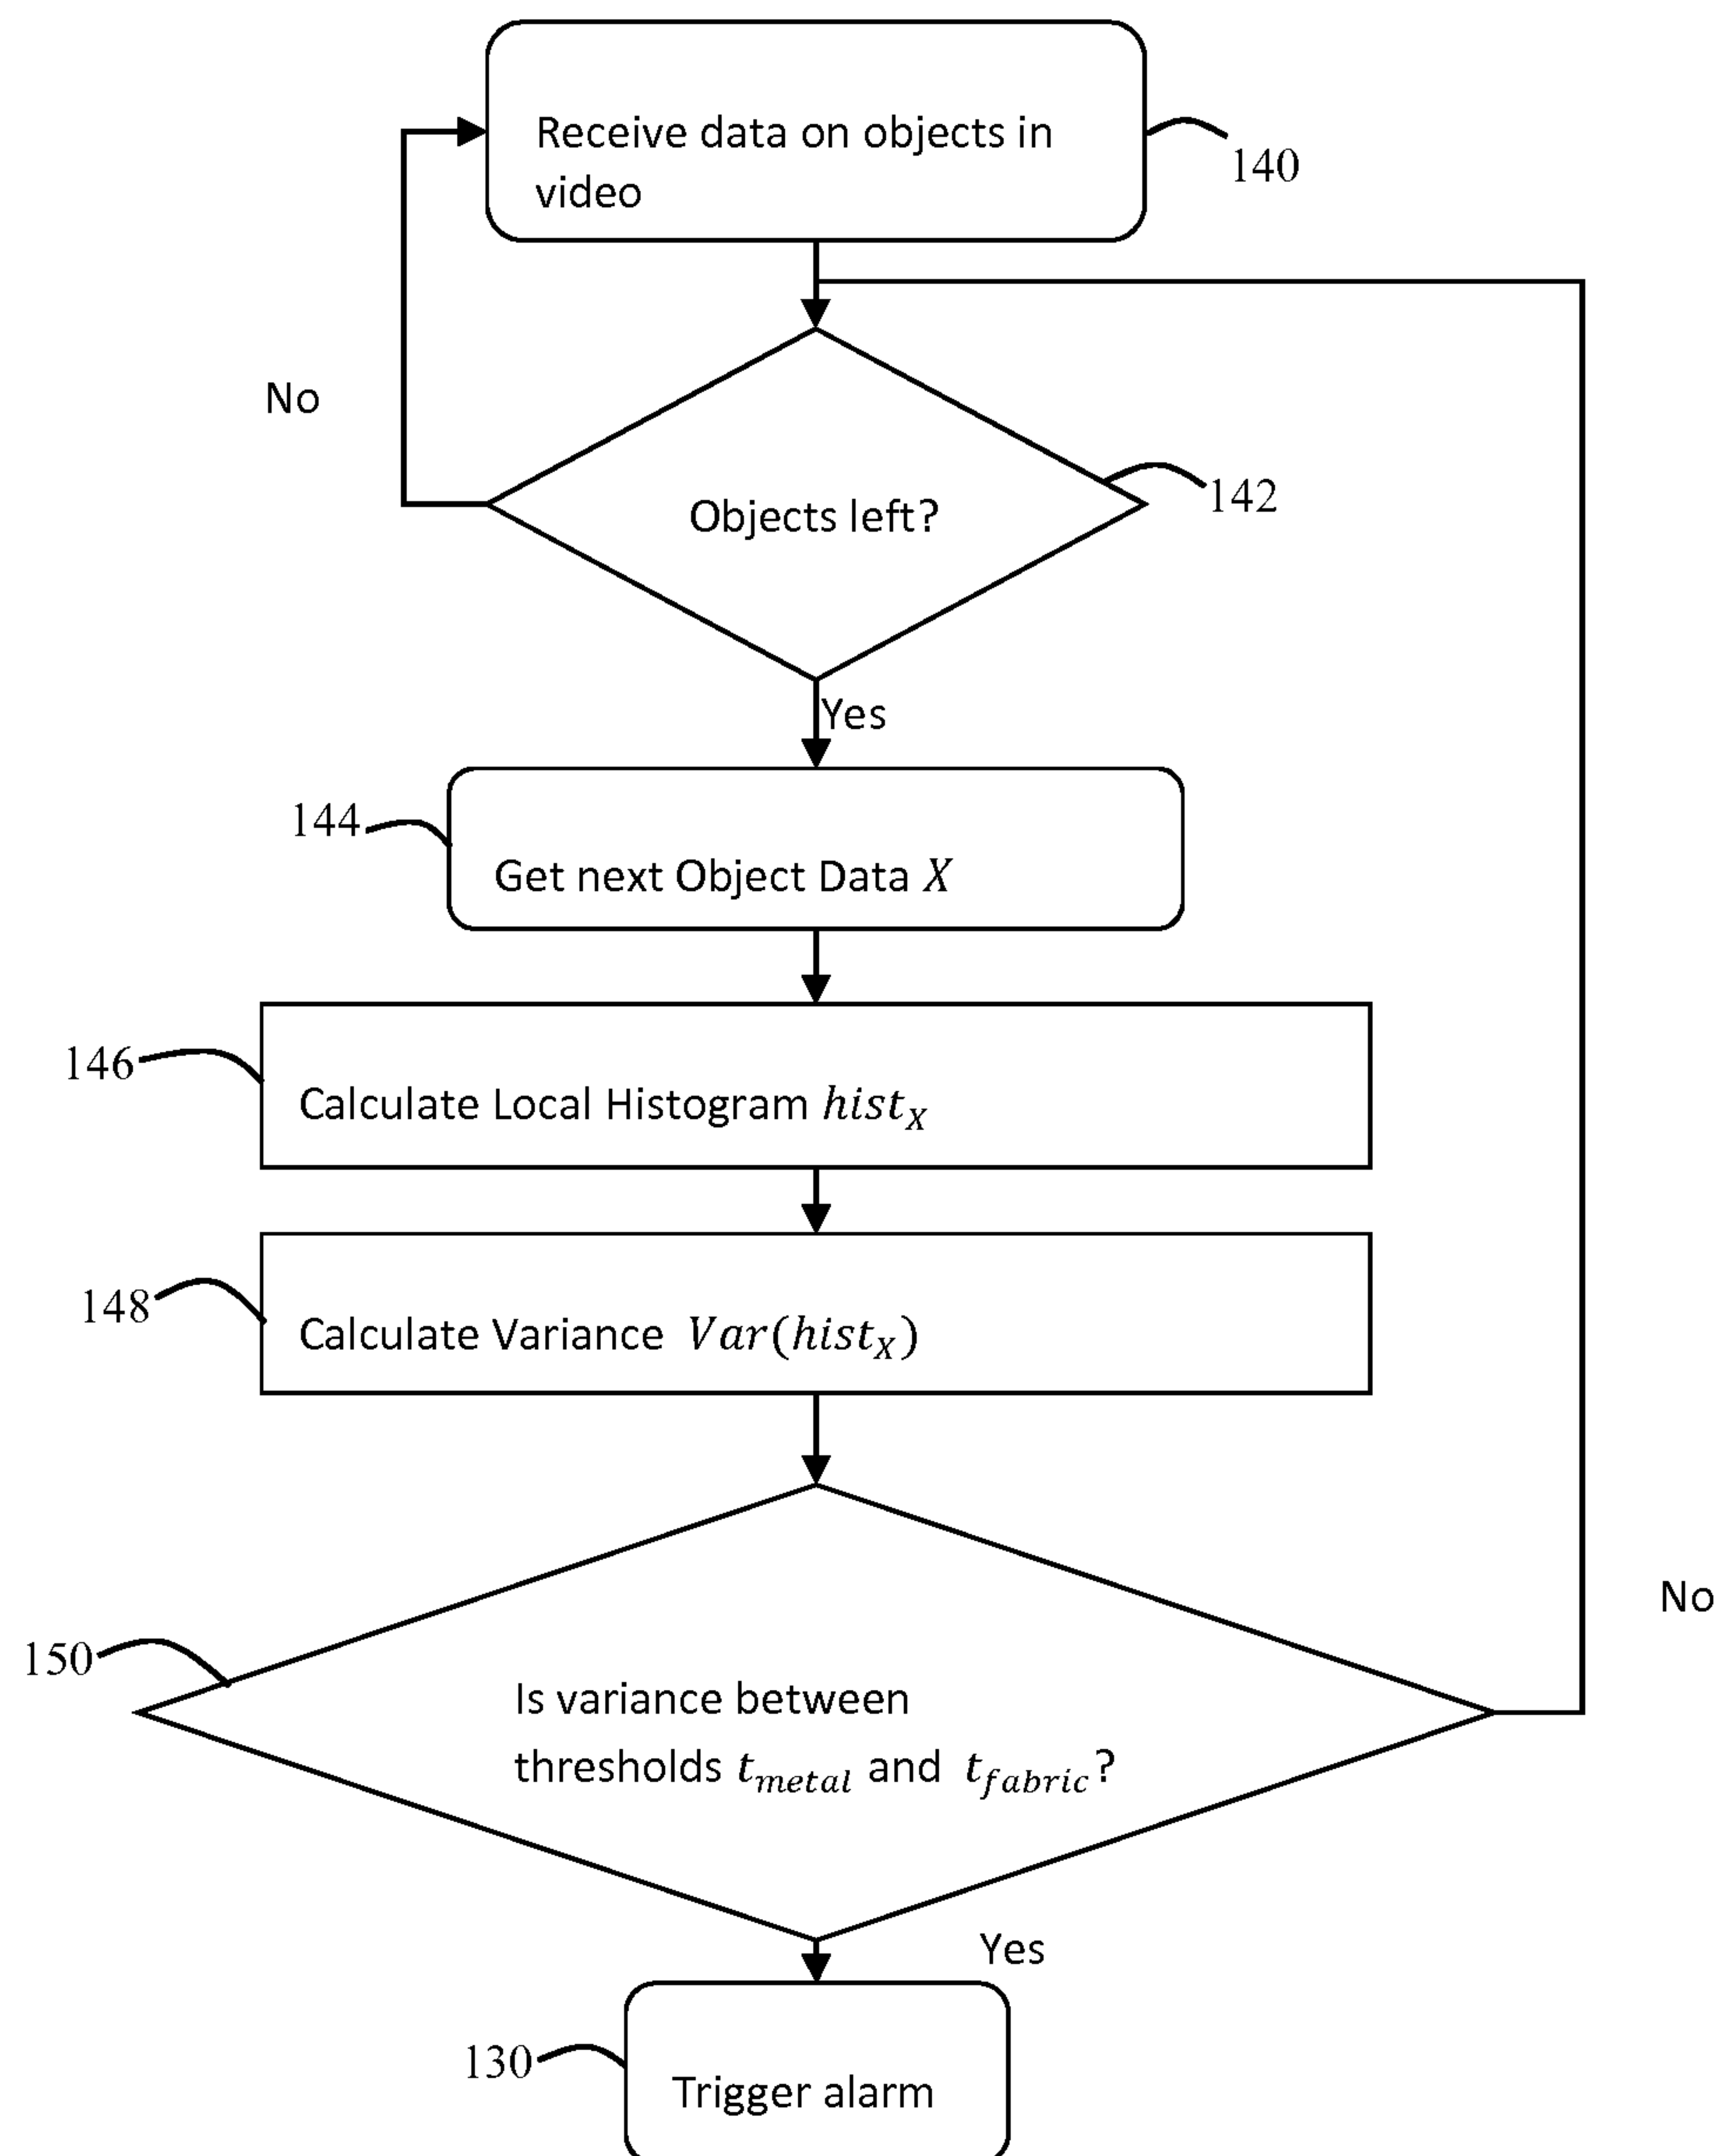 Receive data on objects in
video
140
No
Objects left?
142
Yes
144
Get next Object Data X
146
Calculate Local Histogram hist_X
148
Calculate Variance Var(hist_X)
No
150
Is variance between
thresholds t_metal and t_fabric?
Yes
130
Trigger alarm